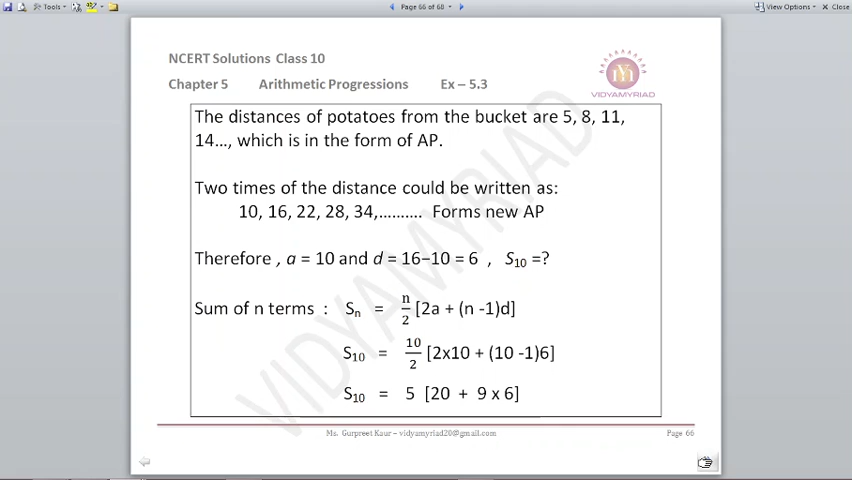 Tools
Page 66 of 68
View Options
Close
NCERT Solutions Class 10
Chapter 5 Arithmetic Progressions Ex – 5.3
VIDYAMYRIAD
The distances of potatoes from the bucket are 5, 8, 11,
14…, which is in the form of AP.
Two times of the distance could be written as:
10, 16, 22, 28, 34,………. Forms new AP
Therefore , a = 10 and d = 16−10 = 6 , S₁₀ =?
Sum of n terms : Sₙ = n/2 [2a + (n -1)d]
S₁₀ = 10/2 [2x10 + (10 -1)6]
S₁₀ = 5 [20 + 9 x 6]
VIDYAMYRIAD
Ms. Gurpreet Kaur – vidyamyriad20@gmail.com Page 66